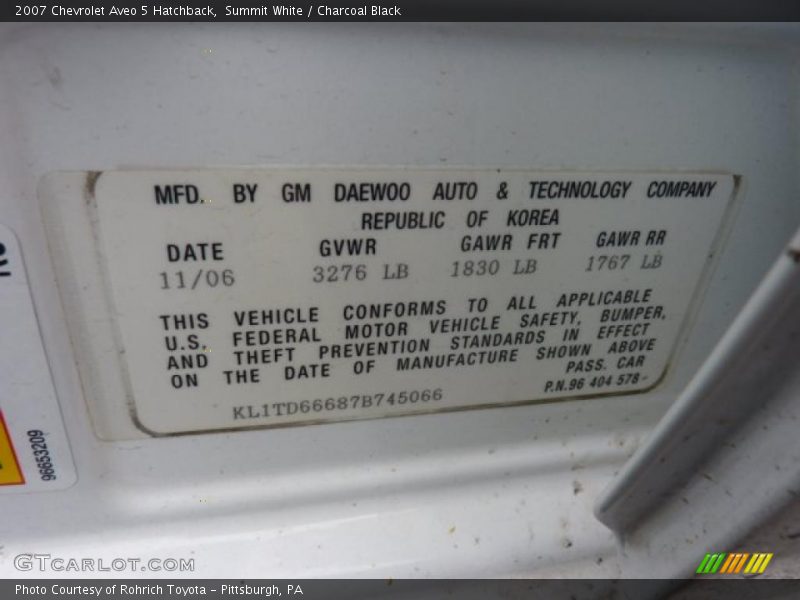 2007 Chevrolet Aveo 5 Hatchback,  Summit White / Charcoal Black
MFD. BY GM DAEWOO AUTO & TECHNOLOGY COMPANY
REPUBLIC OF KOREA
DATE GVWR GAWR FRT GAWR RR
11/06 3276 LB 1830 LB 1767 LB
THIS VEHICLE CONFORMS TO ALL APPLICABLE
U.S. FEDERAL MOTOR VEHICLE SAFETY, BUMPER,
AND THEFT PREVENTION STANDARDS IN EFFECT
ON THE DATE OF MANUFACTURE SHOWN ABOVE
PASS. CAR
KL1TD66687B745066
P.N.96 404 578-
96653209
GTCARLOT.COM
Photo Courtesy of Rohrich Toyota - Pittsburgh, PA